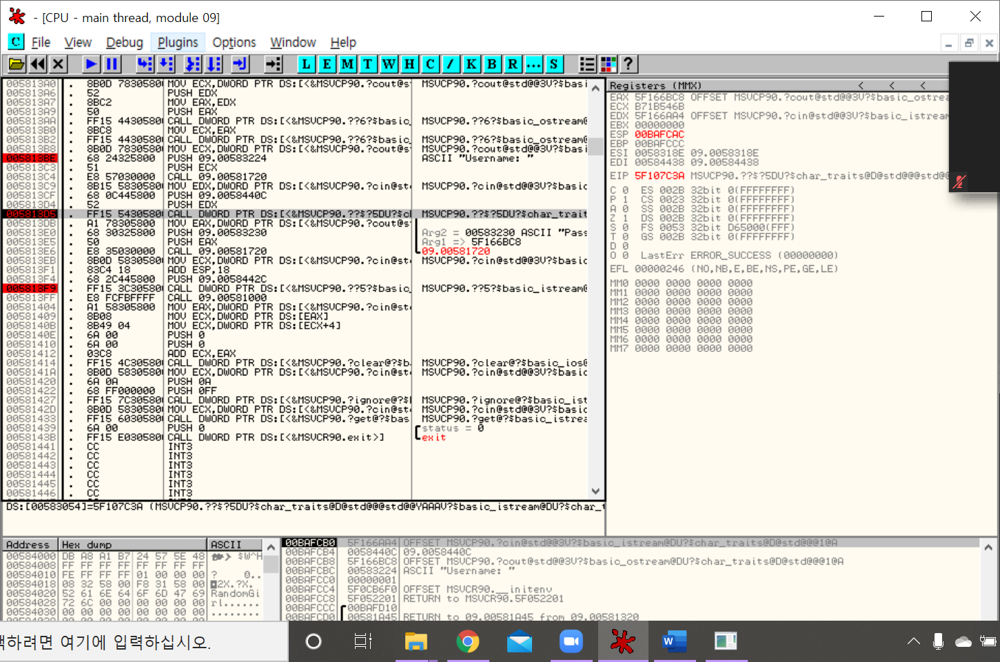 - [CPU - main thread, module 09]
C File View Debug Plugins Options Window Help
L E M T W H C / K B R ... S ?
005813A0 . 8B0D 78305800 MOV ECX,DWORD PTR DS:[<&MSVCP90.?cout@st MSVCP90.?cout@std@@3V?$basi
005813A6 . 52 PUSH EDX
005813A7 . 8BC2 MOV EAX,EDX
005813A9 . 50 PUSH EAX
005813AA . FF15 44305800 CALL DWORD PTR DS:[<&MSVCP90.??6?$basic_ MSVCP90.??6?$basic_ostream@
005813B0 . 8BC8 MOV ECX,EAX
005813B2 . FF15 44305800 CALL DWORD PTR DS:[<&MSVCP90.??6?$basic_ MSVCP90.??6?$basic_ostream@
005813B8 . 8B0D 78305800 MOV ECX,DWORD PTR DS:[<&MSVCP90.?cout@st MSVCP90.?cout@std@@3V?$basi
005813BE . 68 24325800 PUSH 09.00583224 ASCII "Username: "
005813C3 . 51 PUSH ECX
005813C4 . E8 57030000 CALL 09.00581720
005813C9 . 8B15 58305800 MOV EDX,DWORD PTR DS:[<&MSVCP90.?cin@st MSVCP90.?cin@std@@3V?$basic
005813CF . 68 0C445800 PUSH 09.0058440C
005813D4 . 52 PUSH EDX
005813D5 . FF15 54305800 CALL DWORD PTR DS:[<&MSVCP90.??$?5DU?$c MSVCP90.??$?5DU?$char_trait
005813DB . A1 78305800 MOV EAX,DWORD PTR DS:[<&MSVCP90.?cout@s
005813E0 . 68 30325800 PUSH 09.00583230 Arg2 = 00583230 ASCII "Pass
005813E5 . 50 PUSH EAX Arg1 => 5F166BC8
005813E6 . E8 35030000 CALL 09.00581720 09.00581720
005813EB . 8B0D 58305800 MOV ECX,DWORD PTR DS:[<&MSVCP90.?cin@st MSVCP90.?cin@std@@3V?$basic
005813F1 . 83C4 18 ADD ESP,18
005813F4 . 68 2C445800 PUSH 09.0058442C
005813F9 . FF15 3C305800 CALL DWORD PTR DS:[<&MSVCP90.??5?$basic_ MSVCP90.??5?$basic_istream@
005813FF . E8 FCFBFFFF CALL 09.00581000
00581404 . A1 58305800 MOV EAX,DWORD PTR DS:[<&MSVCP90.?cin@st
00581409 . 8B08 MOV ECX,DWORD PTR DS:[EAX]
0058140B . 8B49 04 MOV ECX,DWORD PTR DS:[ECX+4]
0058140E . 6A 00 PUSH 0
00581410 . 6A 00 PUSH 0
00581412 . 03C8 ADD ECX,EAX
00581414 . FF15 4C305800 CALL DWORD PTR DS:[<&MSVCP90.?clear@?$b MSVCP90.?clear@?$basic_ios@
0058141A . 8B0D 58305800 MOV ECX,DWORD PTR DS:[<&MSVCP90.?cin@st MSVCP90.?cin@std@@3V?$basic
00581420 . 6A 0A PUSH 0A
00581422 . 68 FF000000 PUSH 0FF
00581427 . FF15 7C305800 CALL DWORD PTR DS:[<&MSVCP90.?ignore@?$ MSVCP90.?ignore@?$basic_ist
0058142D . 8B0D 58305800 MOV ECX,DWORD PTR DS:[<&MSVCP90.?cin@st MSVCP90.?cin@std@@3V?$basic
00581433 . FF15 60305800 CALL DWORD PTR DS:[<&MSVCP90.?get@?$bas MSVCP90.?get@?$basic_istrea
00581439 . 6A 00 PUSH 0 status = 0
0058143B . FF15 E0305800 CALL DWORD PTR DS:[<&MSVCR90.exit>] exit
00581441 . CC INT3
00581442 . CC INT3
00581443 . CC INT3
00581444 . CC INT3
00581445 . CC INT3
00581446 . CC INT3
DS:[00583054]=5F107C3A (MSVCP90.??$?5DU?$char_traits@D@std@@@std@@YAAAV?$basic_istream@DU?$char_t
Registers (MMX) < < <
EAX 5F166BC8 OFFSET MSVCP90.?cout@std@@3V?$basic_ostrea
ECX B71B546B
EDX 5F166AA4 OFFSET MSVCP90.?cin@std@@3V?$basic_istream
EBX 00000000
ESP 00BAFCAC
EBP 00BAFCCC
ESI 0058318E 09.0058318E
EDI 00584438 09.00584438
EIP 5F107C3A MSVCP90.??$?5DU?$char_traits@D@std@@@std@@
C 0 ES 002B 32bit 0(FFFFFFFF)
P 1 CS 0023 32bit 0(FFFFFFFF)
A 0 SS 002B 32bit 0(FFFFFFFF)
Z 1 DS 002B 32bit 0(FFFFFFFF)
S 0 FS 0053 32bit D65000(FFF)
T 0 GS 002B 32bit 0(FFFFFFFF)
D 0
O 0 LastErr ERROR_SUCCESS (00000000)
EFL 00000246 (NO,NB,E,BE,NS,PE,GE,LE)
MM0 0000 0000 0000 0000
MM1 0000 0000 0000 0000
MM2 0000 0000 0000 0000
MM3 0000 0000 0000 0000
MM4 0000 0000 0000 0000
MM5 0000 0000 0000 0000
MM6 0000 0000 0000 0000
MM7 0000 0000 0000 0000
Address Hex dump ASCII
00584000 DB A8 A1 B7 24 57 5E 48 $W^H
00584008 FF FF FF FF FF FF FF FF
00584010 FE FF FF FF 01 00 00 00
00584018 08 32 58 00 F8 31 58 00
00584020 52 61 6E 64 6F 6D 47 69 RandomGi
00584028 72 6C 00 00 00 00 00 00 rl......
00584030 00 00 00 00 00 00 00 00 ........
00BAFCB0 5F166AA4 OFFSET MSVCP90.?cin@std@@3V?$basic_istream@DU?$char_traits@D@std@@@1@A
00BAFCB4 0058440C 09.0058440C
00BAFCB8 5F166BC8 OFFSET MSVCP90.?cout@std@@3V?$basic_ostream@DU?$char_traits@D@std@@@1@A
00BAFCBC 00583224 ASCII "Username: "
00BAFCC0 00000001
00BAFCC4 5F0CB6F0 OFFSET MSVCR90.__initenv
00BAFCC8 5F052201 RETURN to MSVCR90.5F052201
00BAFCCC 00BAFD10
00BAFCD0 00581A45 RETURN to 09.00581A45 from 09.00581320
색하려면 여기에 입력하십시오.
W